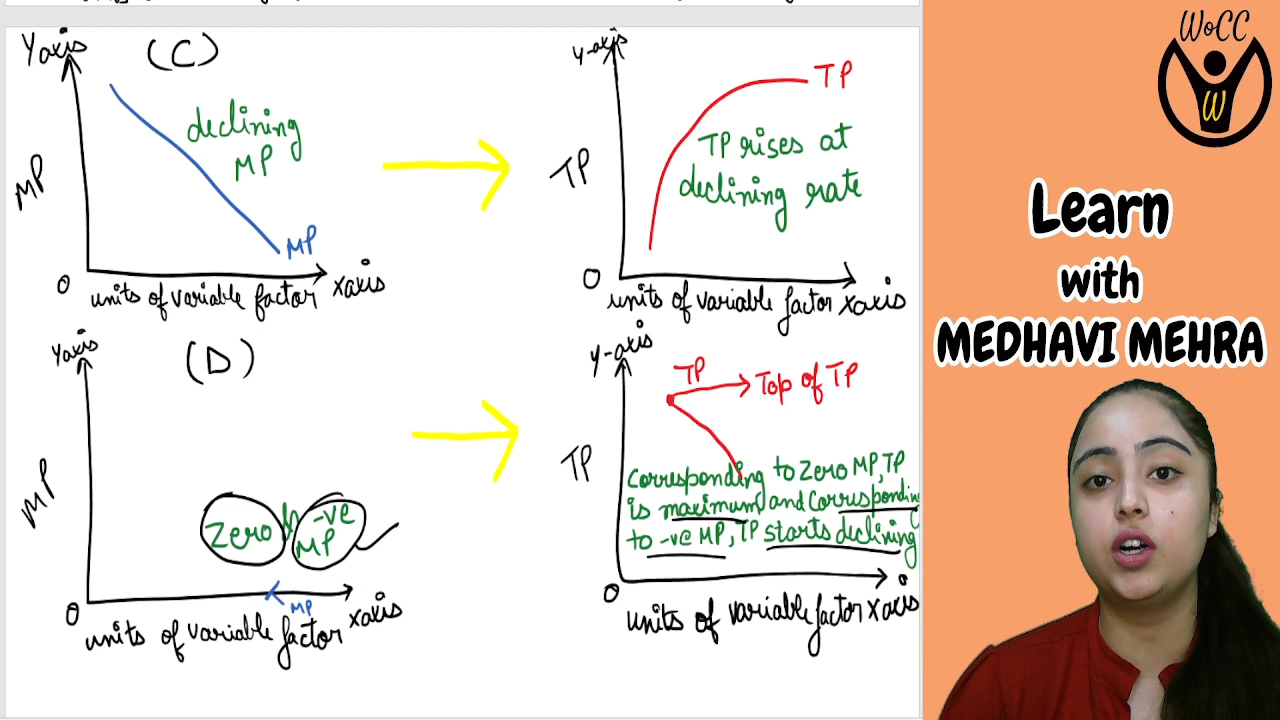 Yaxis
(C)
declining
MP
MP
MP
0
units of variable factor xaxis
y-axis
TP
TP rises at
declining rate
TP
0
units of variable factor xaxis
Yaxis
(D)
MP
Zero & -ve
MP
MP
0
units of variable factor xaxis
y-axis
TP
Top of TP
TP
Corresponding to Zero MP, TP
is maximum and Corresponding
to -ve MP, TP starts declining
0
units of variable factor xaxis
WoCC
W
Learn
with
MEDHAVI MEHRA